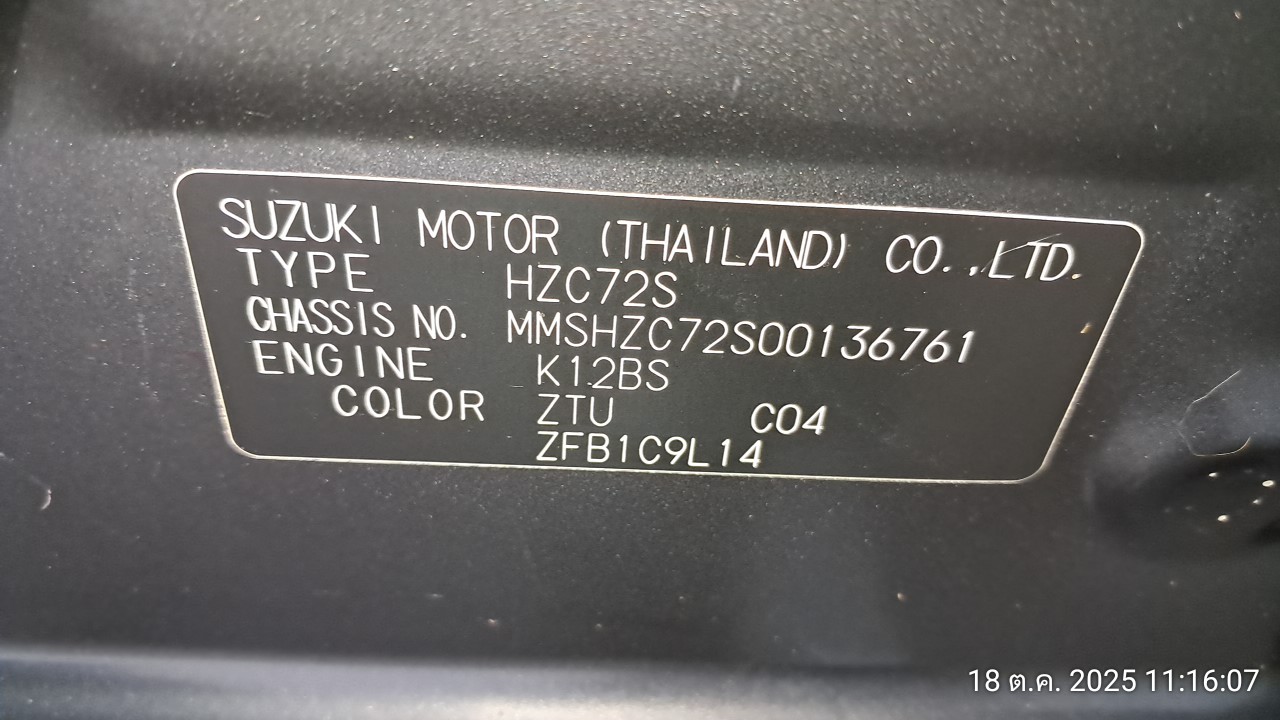 SUZUKI MOTOR (THAILAND) CO.,LTD.
TYPE HZC72S
CHASSIS NO. MMSHZC72S00136761
ENGINE K12BS
COLOR ZTU C04
ZFB1C9L14
18 ต.ค. 2025 11:16:07